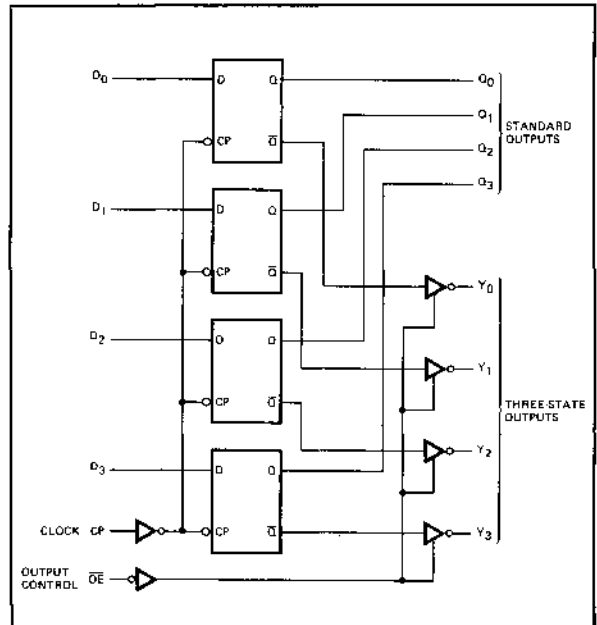 D₀ D Q Q₀
Q₁
CP Q̅ STANDARD
OUTPUTS
Q₂
D₁ D Q Q₃
CP Q̅ Y₀
D₂ D Q Y₁
THREE-STATE
OUTPUTS
CP Q̅ Y₂
D₃ D Q
CLOCK CP CP Q̅ Y₃
OUTPUT
CONTROL O̅E̅